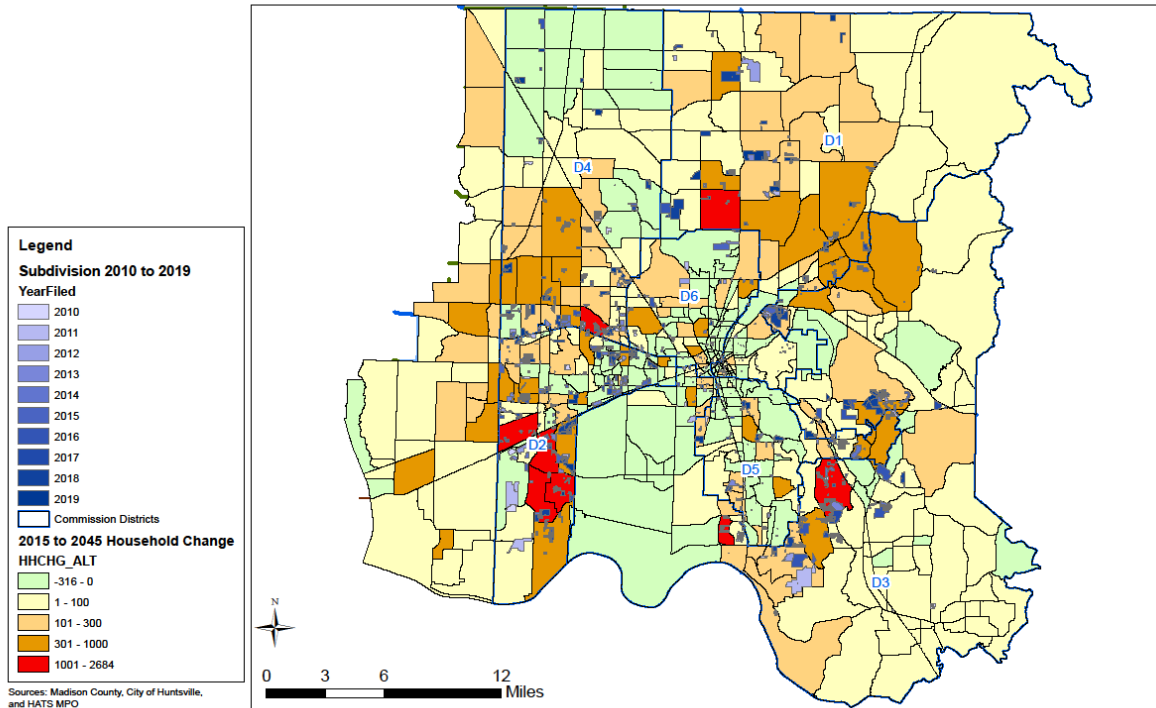 D1
D4
D6
D2
D5
D3
Legend
Subdivision 2010 to 2019
YearFiled
2010
2011
2012
2013
2014
2015
2016
2017
2018
2019
Commission Districts
2015 to 2045 Household Change
HHCHG_ALT
-316 - 0
1 - 100
101 - 300
301 - 1000
1001 - 2684
Sources: Madison County, City of Huntsville,
and HATS MPO
N
0 3 6 12
Miles